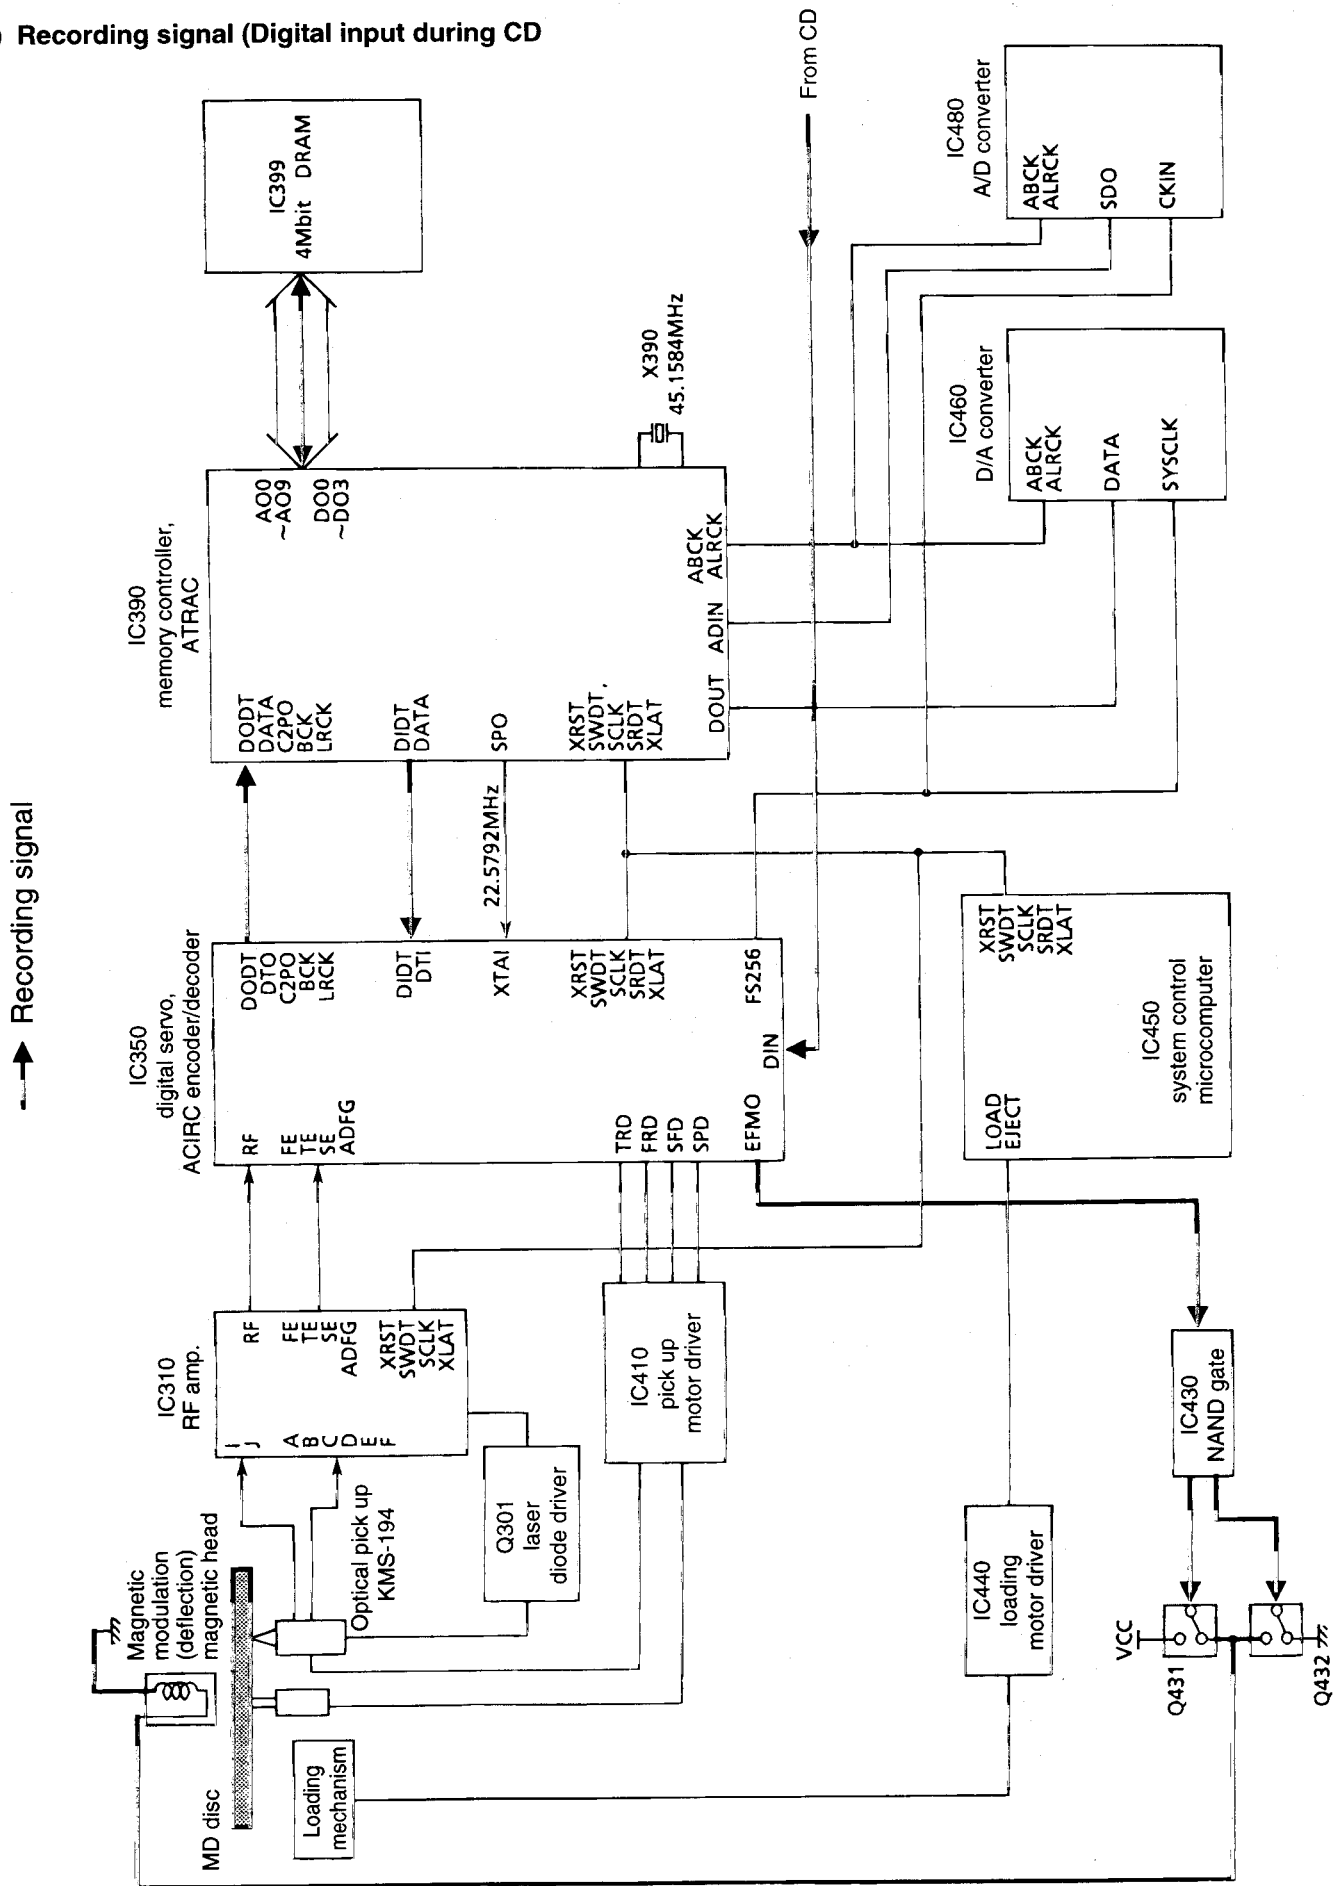 Recording signal (Digital input during CD
Recording signal
From CD
IC399
4Mbit DRAM
IC480
A/D converter
ABCK
ALRCK
SDO
CKIN
X390
45.1584MHz
IC460
D/A converter
ABCK
ALRCK
DATA
SYSCLK
IC390
memory controller,
ATRAC
AO0
~AO9
DO0
~DO3
DODT
DATA
C2PO
BCK
LRCK
DIDT
DATA
SPO
XRST
SWDT,
SCLK
SRDT
XLAT
DOUT
ADIN
ABCK
ALRCK
22.5792MHz
IC350
digital servo,
ACIRC encoder/decoder
DODT
DTO
C2PO
BCK
LRCK
DIDT
DTI
XTAI
XRST
SWDT
SCLK
SRDT
XLAT
FS256
DIN
RF
FE
TE
SE
ADFG
TRD
FRD
SFD
SPD
EFMO
XRST
SWDT
SCLK
SRDT
XLAT
IC450
system control
microcomputer
LOAD
EJECT
IC310
RF amp.
RF
FE
TE
SE
ADFG
XRST
SWDT
SCLK
XLAT
I
J
A
B
C
D
E
F
IC410
pick up
motor driver
IC430
NAND gate
Q301
laser
diode driver
Optical pick up
KMS-194
Magnetic
modulation
(deflection)
magnetic head
IC440
loading
motor driver
VCC
Q431
Q432
MD disc
Loading
mechanism